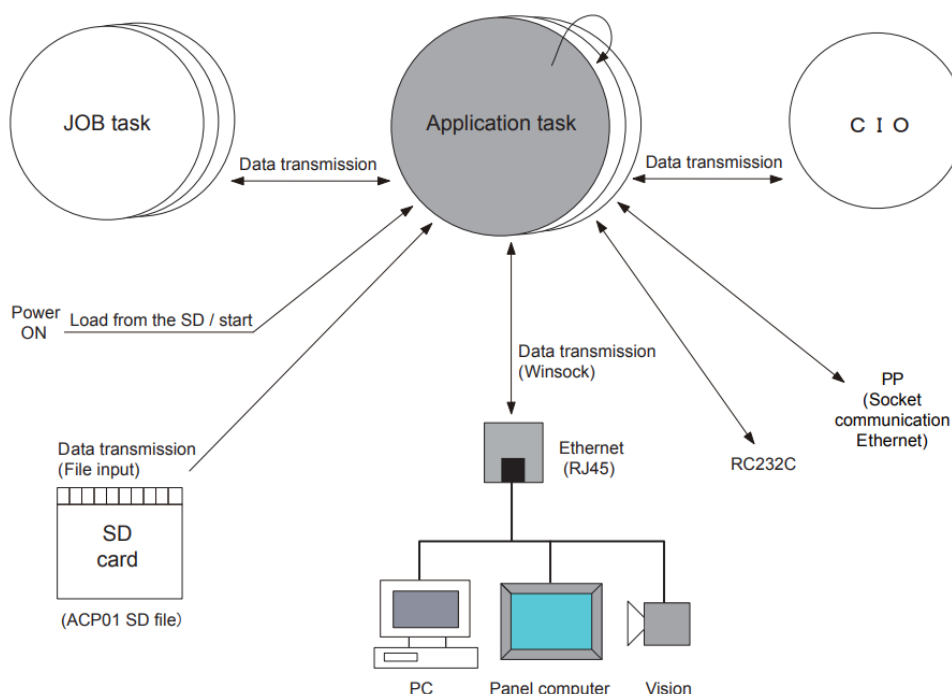 JOB task
Application task
ＣＩＯ
Data transmission
Data transmission
Power
ON
Load from the SD / start
Data transmission
(Winsock)
PP
(Socket
communication
Ethernet)
Data transmission
(File input)
Ethernet
(RJ45)
RC232C
SD
card
(ACP01 SD file)
PC
Panel computer
Vision